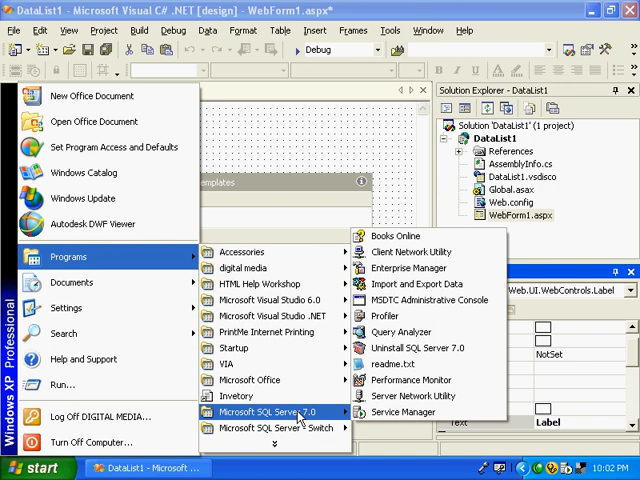 DataList1 - Microsoft Visual C# .NET [design] - WebForm1.aspx*
File Edit View Project Build Debug Data Format Table Insert Frames Tools
Debug
B I U
New Office Document
Open Office Document
Set Program Access and Defaults
Windows Catalog
Windows Update
Autodesk DWF Viewer
Programs
Documents
Settings
Search
Help and Support
Run...
Log Off DIGITAL MEDIA...
Turn Off Computer...
Windows XP Professional
emplates
Accessories
digital media
HTML Help Workshop
Microsoft Visual Studio 6.0
Microsoft Visual Studio .NET
PrintMe Internet Printing
Startup
VIA
Microsoft Office
Invetory
Microsoft SQL Server 7.0
Microsoft SQL Server - Switch
Books Online
Client Network Utility
Enterprise Manager
Import and Export Data
MSDTC Administrative Console
Profiler
Query Analyzer
Uninstall SQL Server 7.0
readme.txt
Performance Monitor
Server Network Utility
Service Manager
Solution Explorer - DataList1
Solution 'DataList1' (1 project)
DataList1
References
AssemblyInfo.cs
DataList1.vsdisco
Global.asax
Web.config
WebForm1.aspx
Web.UI.WebControls.Label
NotSet
Text Label
start
DataList1 - Microsoft ...
10:02 PM